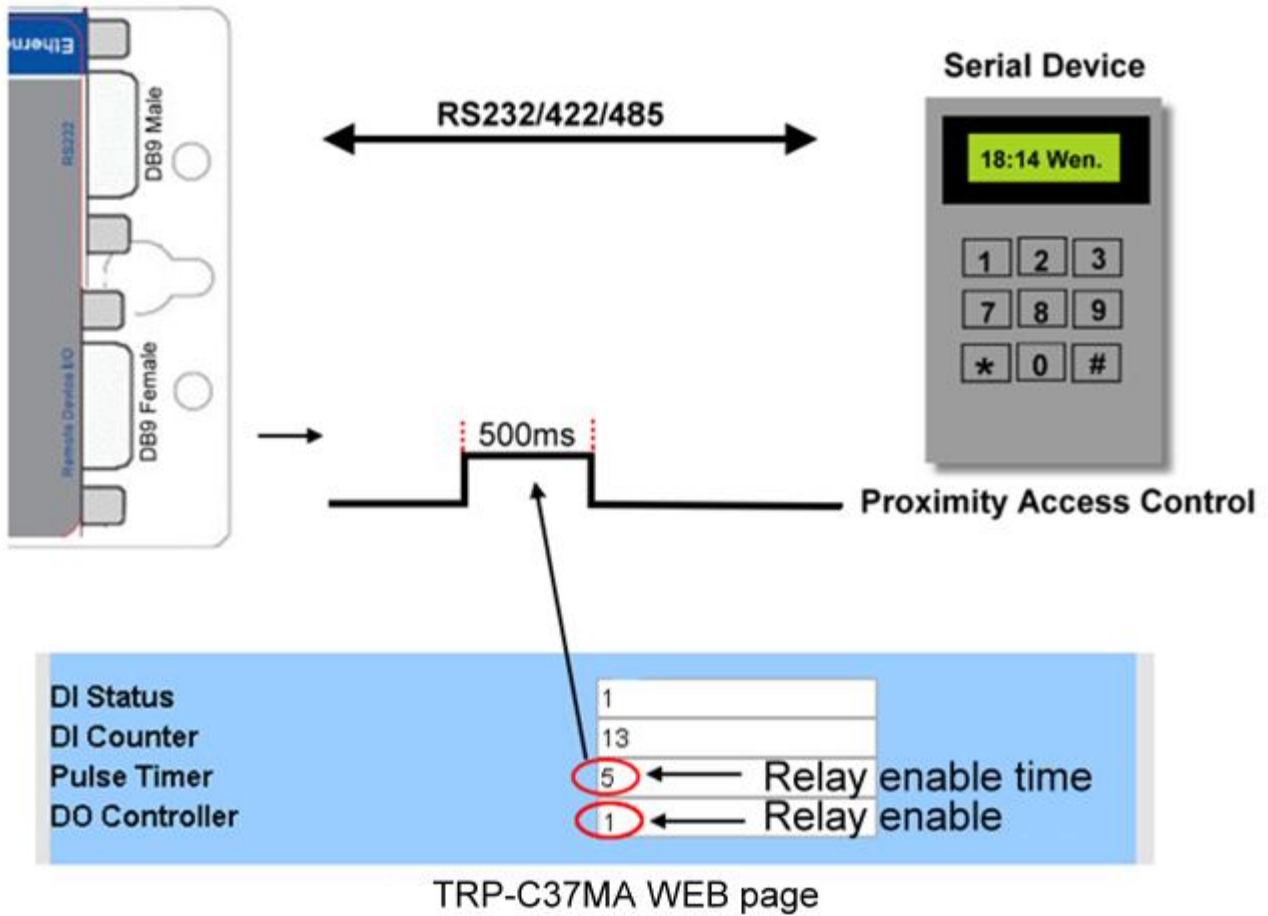 Etherne
RS232
DB9 Male
Remote Device I/O
DB9 Female
RS232/422/485
Serial Device
18:14 Wen.
1 2 3
7 8 9
* 0 #
Proximity Access Control
500ms
DI Status 1
DI Counter 13
Pulse Timer 5 Relay enable time
DO Controller 1 Relay enable
TRP-C37MA WEB page